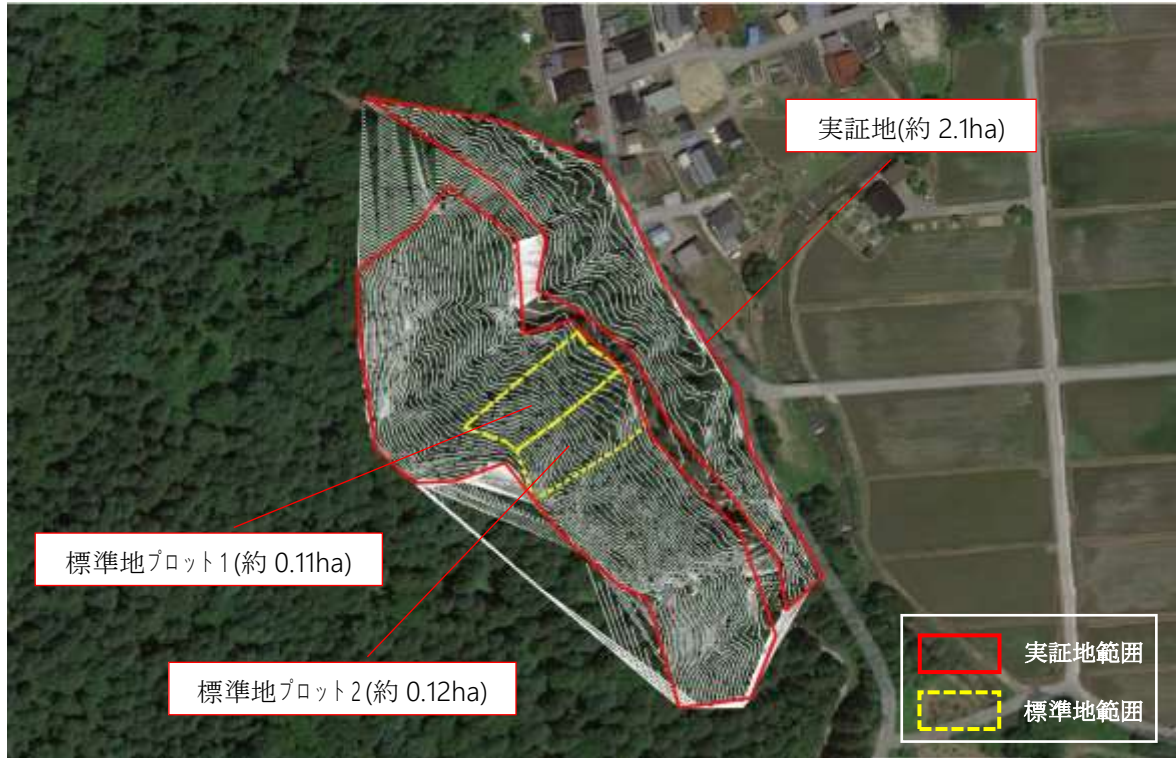 実証地(約 2.1ha)
標準地プロット1(約 0.11ha)
標準地プロット2(約 0.12ha)
実証地範囲
標準地範囲